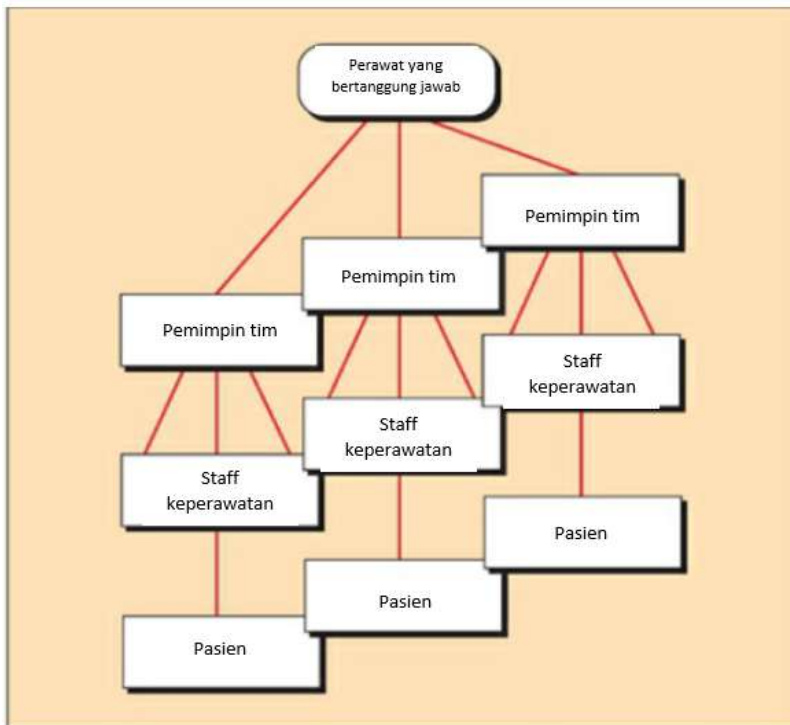 Perawat yang
bertanggung jawab
Pemimpin tim
Pemimpin tim
Pemimpin tim
Staff
keperawatan
Staff
keperawatan
Staff
keperawatan
Pasien
Pasien
Pasien